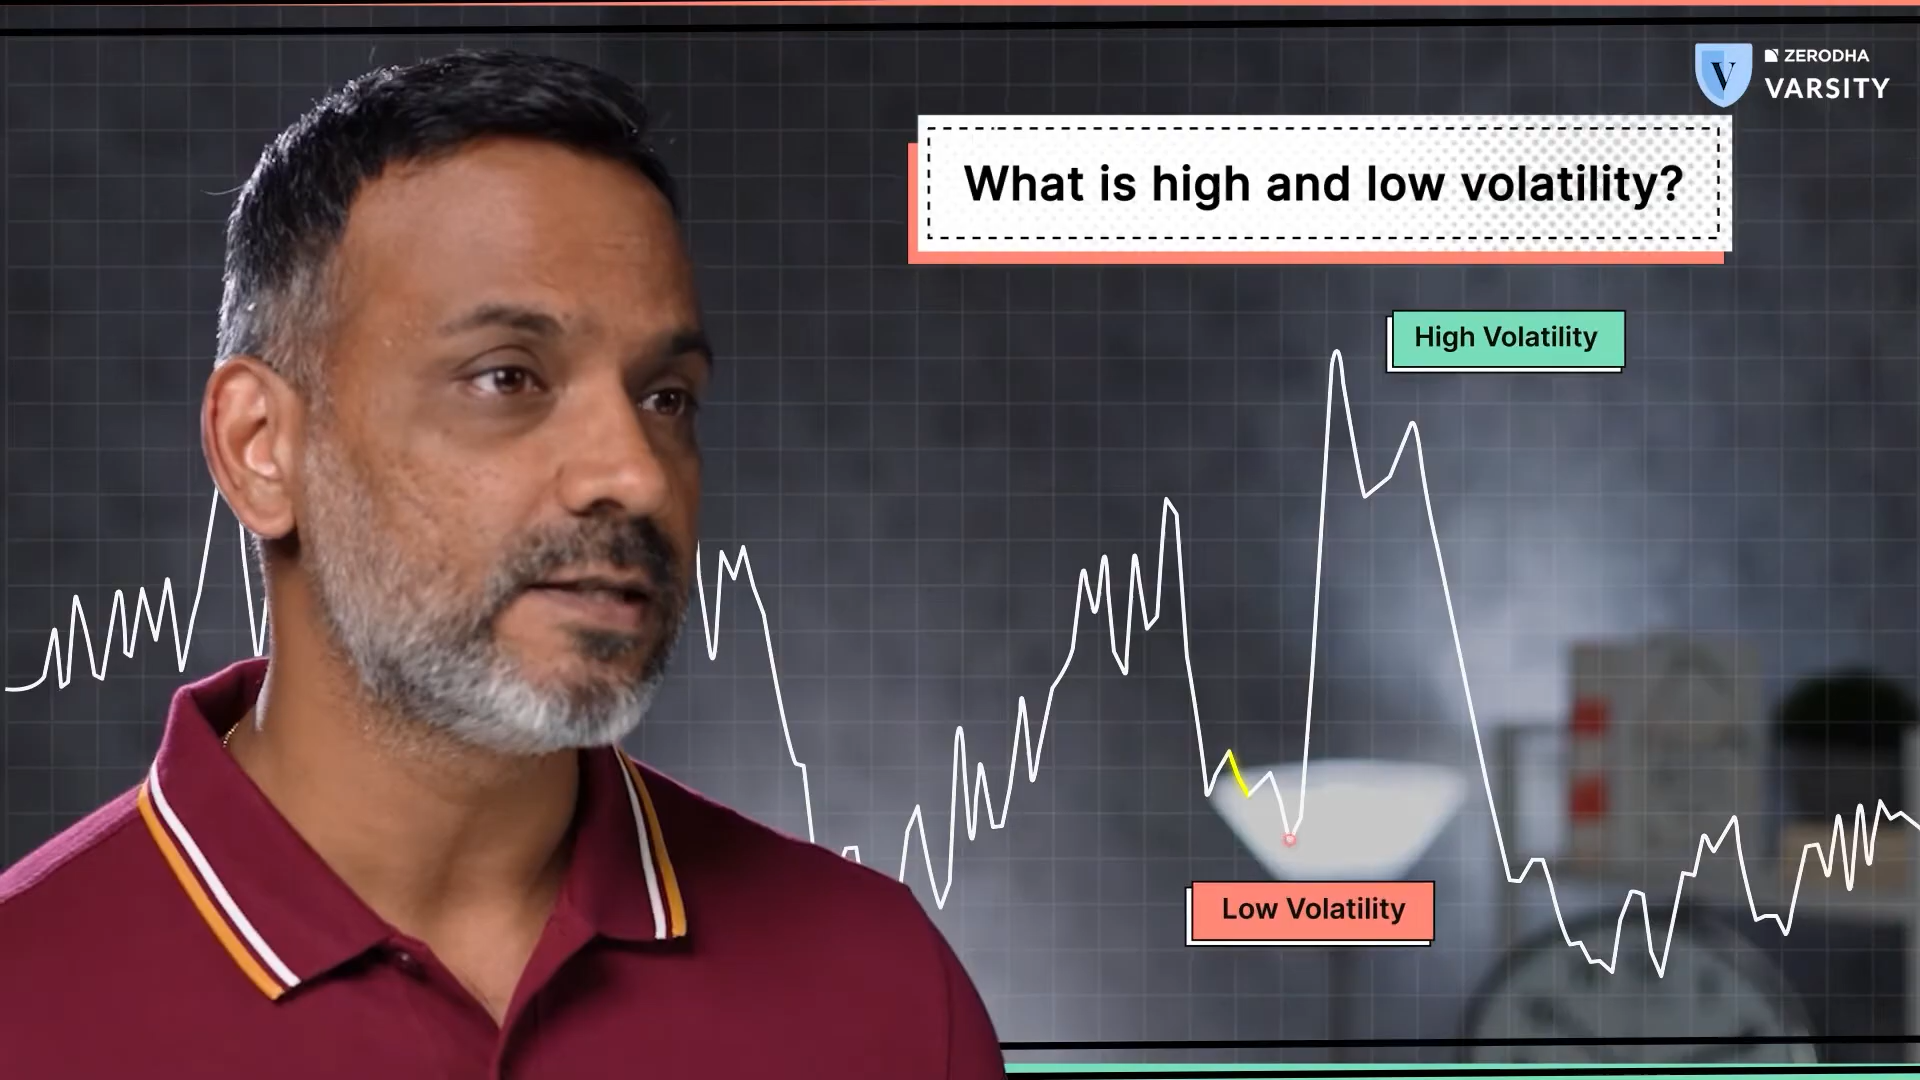 ZERODHA
V VARSITY
What is high and low volatility?
High Volatility
Low Volatility